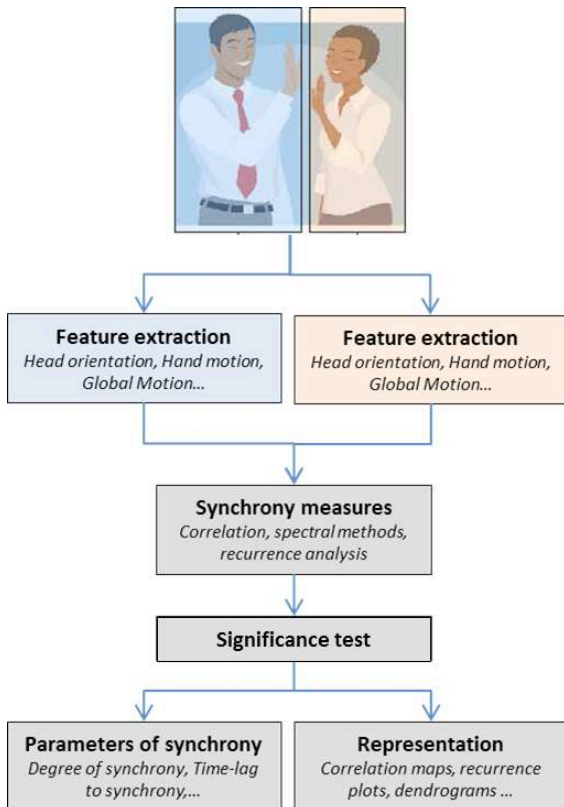 Feature extraction
Head orientation, Hand motion,
Global Motion…
Feature extraction
Head orientation, Hand motion,
Global Motion…
Synchrony measures
Correlation, spectral methods,
recurrence analysis
Significance test
Parameters of synchrony
Degree of synchrony, Time-lag
to synchrony,…
Representation
Correlation maps, recurrence
plots, dendrograms …